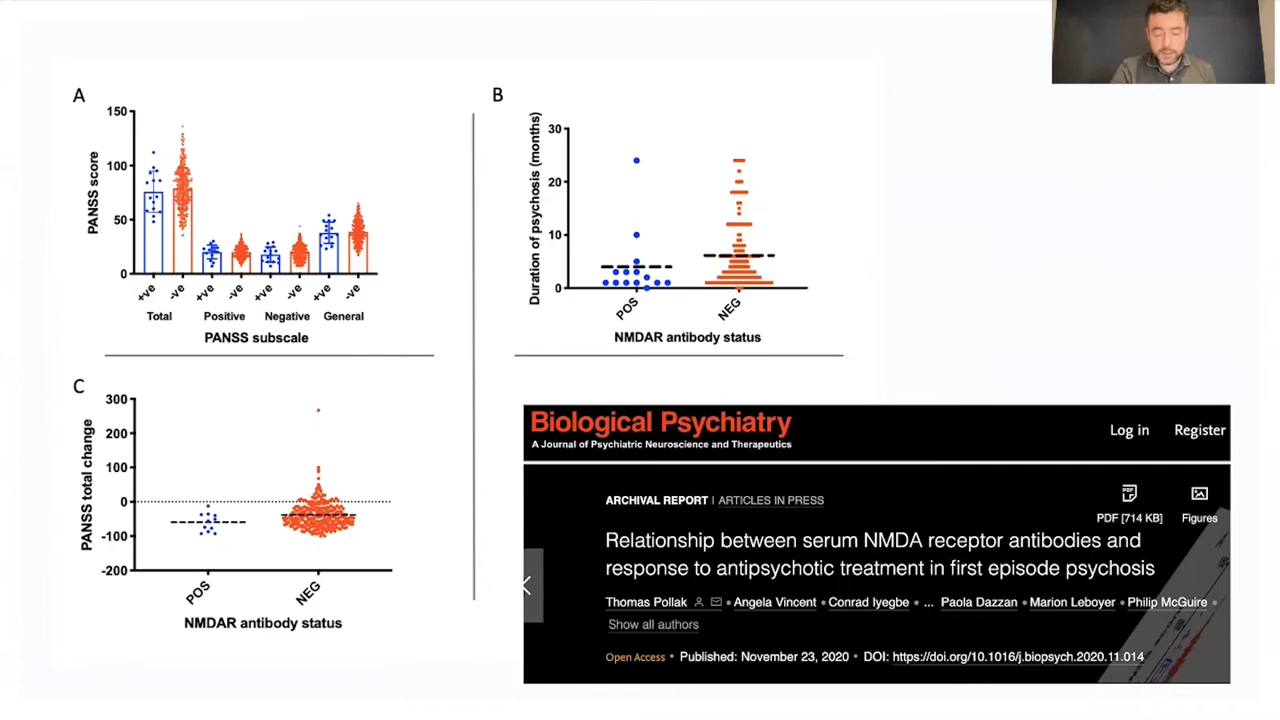 A
150
100
50
0
PANSS score
+ve -ve +ve -ve +ve -ve +ve -ve
Total Positive Negative General
PANSS subscale
B
30
20
10
0
Duration of psychosis (months)
POS NEG
NMDAR antibody status
C
300
200
100
0
-100
-200
PANSS total change
POS NEG
NMDAR antibody status
Biological Psychiatry
A Journal of Psychiatric Neuroscience and Therapeutics
Log in Register
ARCHIVAL REPORT | ARTICLES IN PRESS
PDF
PDF [714 KB] Figures
Relationship between serum NMDA receptor antibodies and
response to antipsychotic treatment in first episode psychosis
Thomas Pollak • Angela Vincent • Conrad Iyegbe • ... Paola Dazzan • Marion Leboyer • Philip McGuire •
Show all authors
Open Access • Published: November 23, 2020 • DOI: https://doi.org/10.1016/j.biopsych.2020.11.014